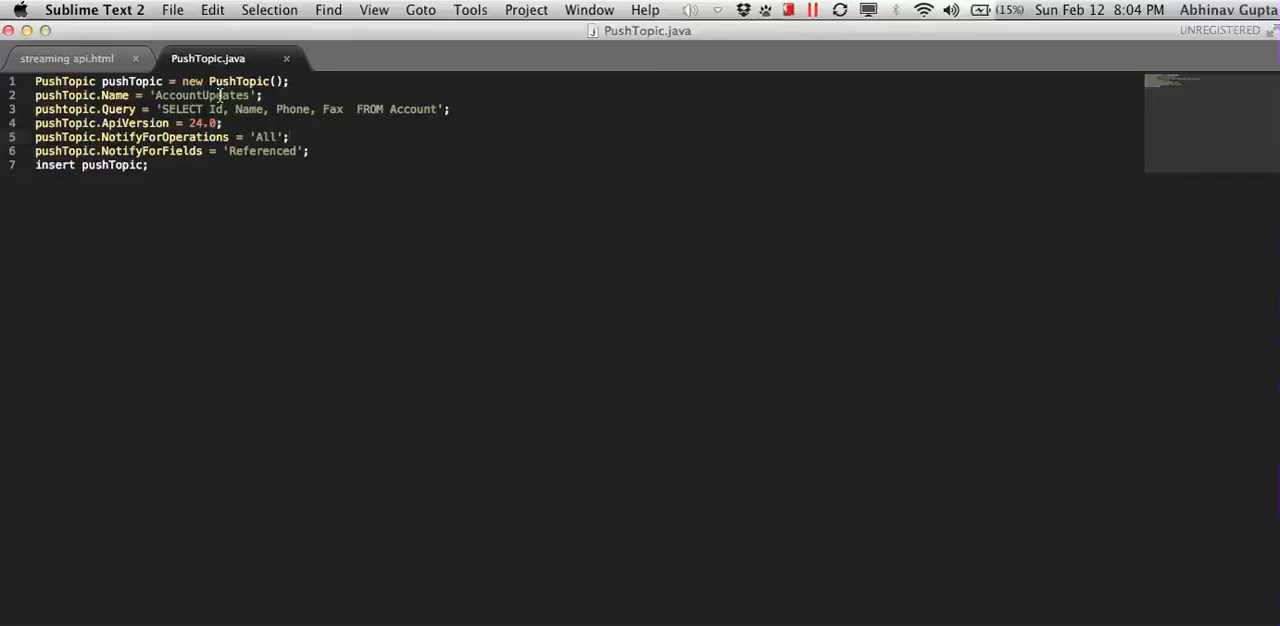 Sublime Text 2 File Edit Selection Find View Goto Tools Project Window Help (15%) Sun Feb 12 8:04 PM Abhinav Gupta
PushTopic.java UNREGISTERED
streaming api.html × PushTopic.java ×
1 PushTopic pushTopic = new PushTopic();
2 pushTopic.Name = 'AccountUpdates';
3 pushtopic.Query = 'SELECT Id, Name, Phone, Fax  FROM Account';
4 pushTopic.ApiVersion = 24.0;
5 pushTopic.NotifyForOperations = 'All';
6 pushTopic.NotifyForFields = 'Referenced';
7 insert pushTopic;